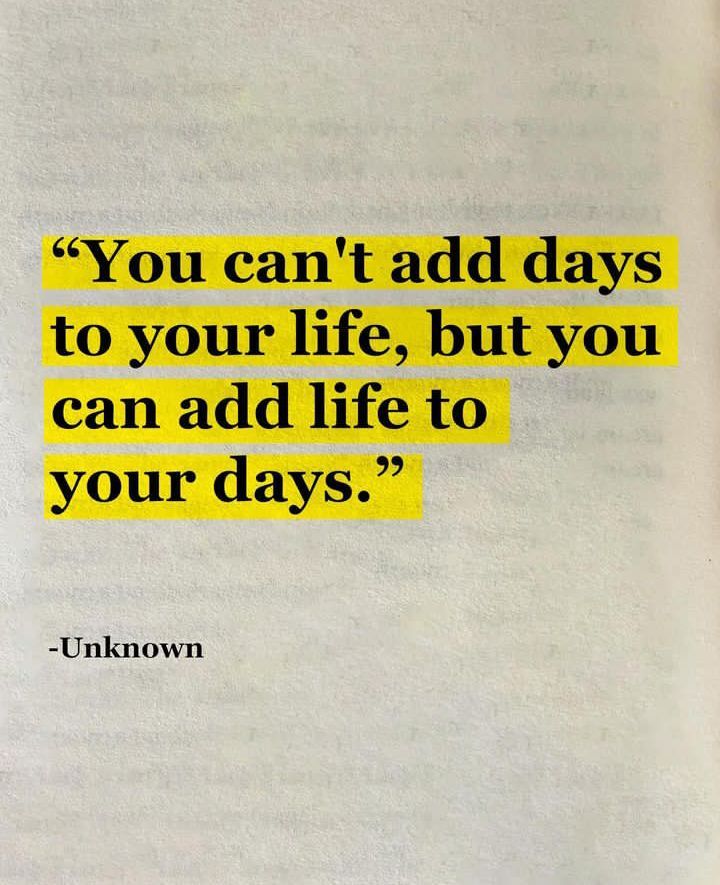 “You can't add days
to your life, but you
can add life to
your days.”
-Unknown